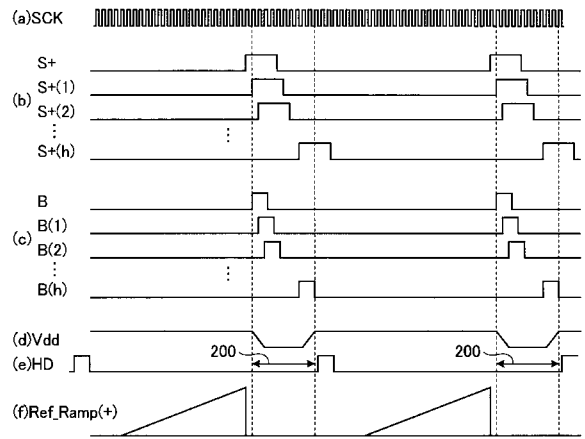 (a)SCK
S+
S+(1)
(b)
S+(2)
⋮
⋮
S+(h)
B
B(1)
(c)
B(2)
⋮
⋮
B(h)
(d)Vdd
200
200
(e)HD
(f)Ref_Ramp(+)